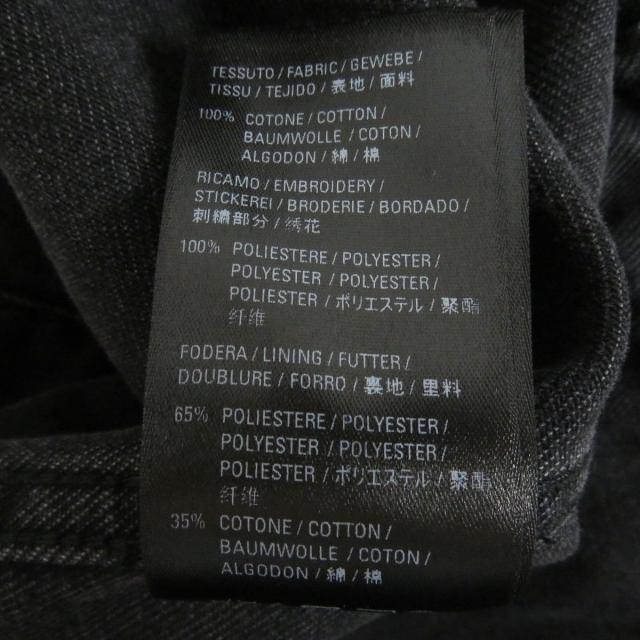 TESSUTO / FABRIC / GEWEBE /
TISSU / TEJIDO / 表地 / 面料
100% COTONE / COTTON /
BAUMWOLLE / COTON /
ALGODON / 綿 / 棉
RICAMO / EMBROIDERY /
STICKEREI / BRODERIE / BORDADO /
刺繍部分 / 绣花
100% POLIESTERE / POLYESTER /
POLYESTER / POLYESTER /
POLIESTER / ポリエステル / 聚酯
纤维
FODERA / LINING / FUTTER /
DOUBLURE / FORRO / 裏地 / 里料
65% POLIESTERE / POLYESTER /
POLYESTER / POLYESTER /
POLIESTER / ポリエステル / 聚酯
纤维
35% COTONE / COTTON /
BAUMWOLLE / COTON /
ALGODON / 綿 / 棉